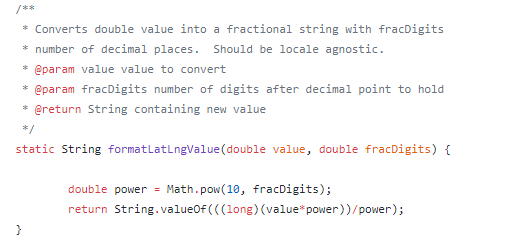 /**
 * Converts double value into a fractional string with fracDigits
 * number of decimal places.  Should be locale agnostic.
 * @param value value to convert
 * @param fracDigits number of digits after decimal point to hold
 * @return String containing new value
 */
static String formatLatLngValue(double value, double fracDigits) {

        double power = Math.pow(10, fracDigits);
        return String.valueOf(((long)(value*power))/power);
}